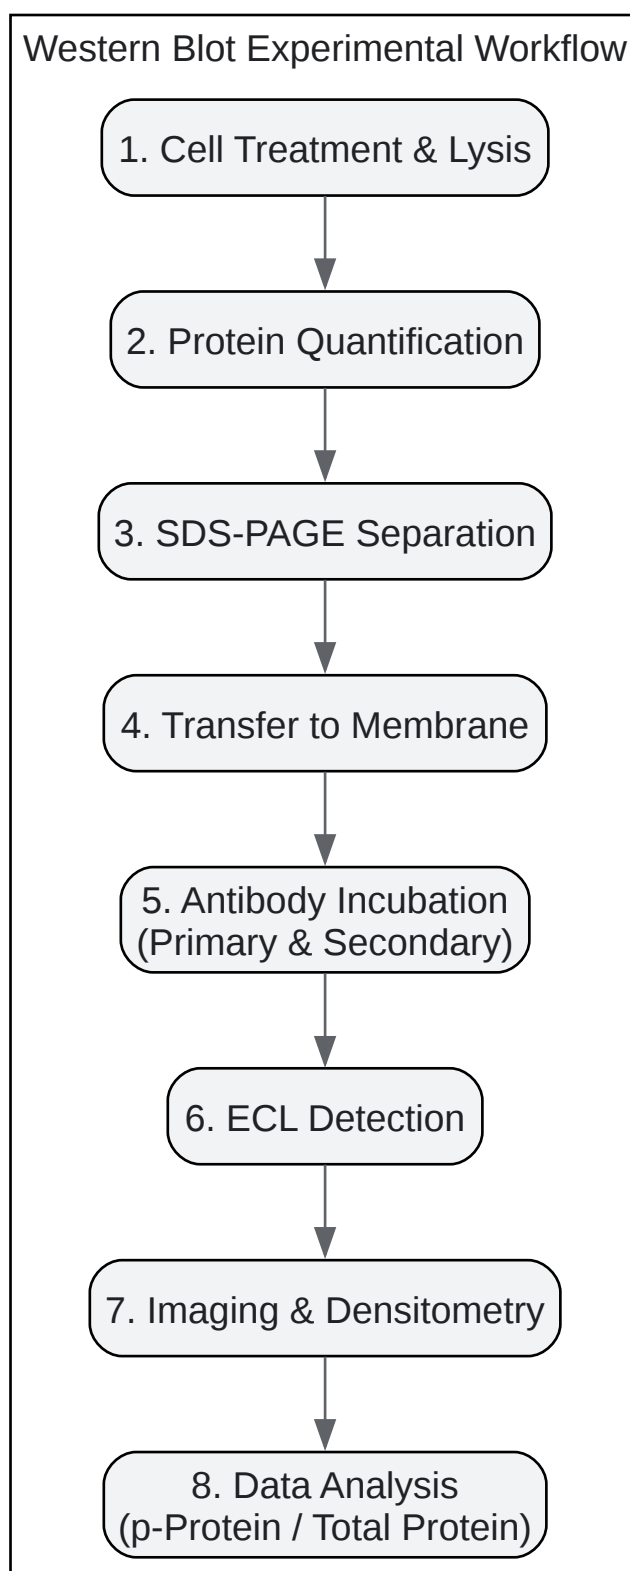 Western Blot Experimental Workflow
1. Cell Treatment & Lysis
2. Protein Quantification
3. SDS-PAGE Separation
4. Transfer to Membrane
5. Antibody Incubation
(Primary & Secondary)
6. ECL Detection
7. Imaging & Densitometry
8. Data Analysis
(p-Protein / Total Protein)